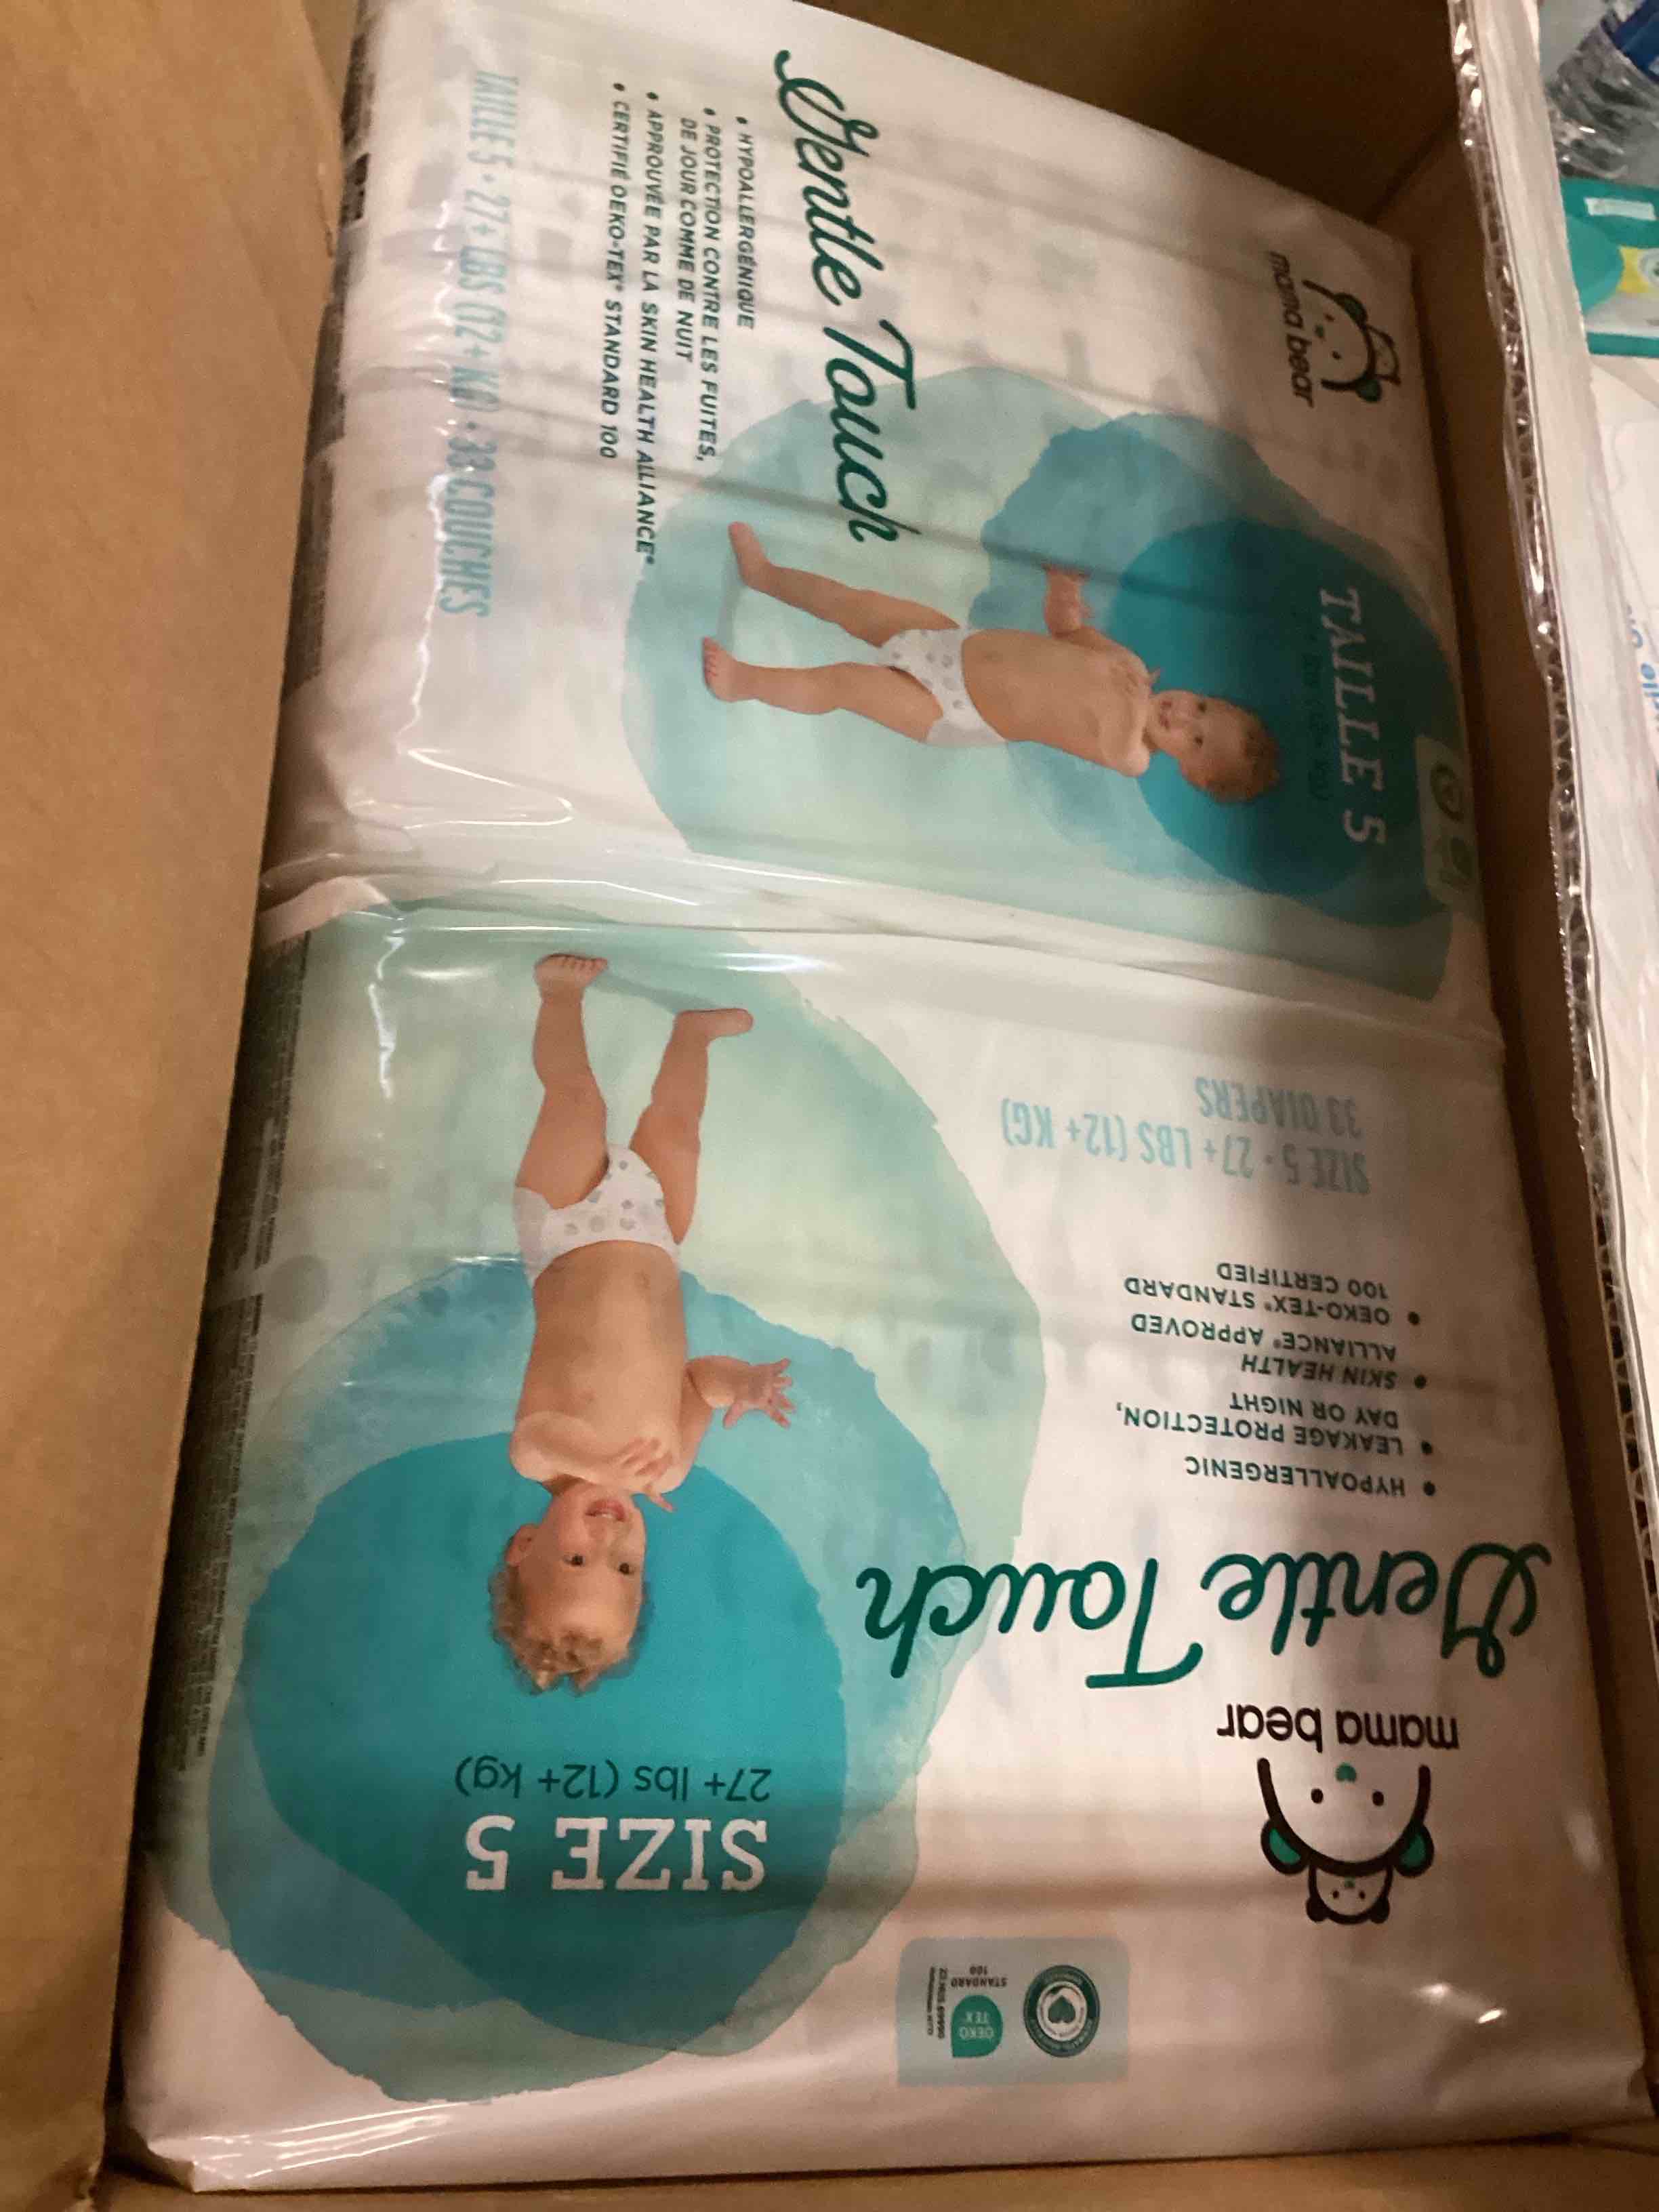 mama bear
Gentle Touch
• HYPOALLERGÉNIQUE
• PROTECTION CONTRE LES FUITES,
DE JOUR COMME DE NUIT
• APPROUVÉE PAR LA SKIN HEALTH ALLIANCE®
• CERTIFIÉ OEKO-TEX® STANDARD 100
TAILLE 5 • 27+ LBS (12+ KG) • 33 COUCHES
TAILLE 5
SIZE 5
27+ lbs (12+ kg)
mama bear
Gentle Touch
• HYPOALLERGENIC
• LEAKAGE PROTECTION,
DAY OR NIGHT
• SKIN HEALTH
ALLIANCE® APPROVED
• OEKO-TEX® STANDARD
100 CERTIFIED
SIZE 5 • 27+ LBS (12+ KG)
33 DIAPERS
OEKO
TEX
STANDARD
100